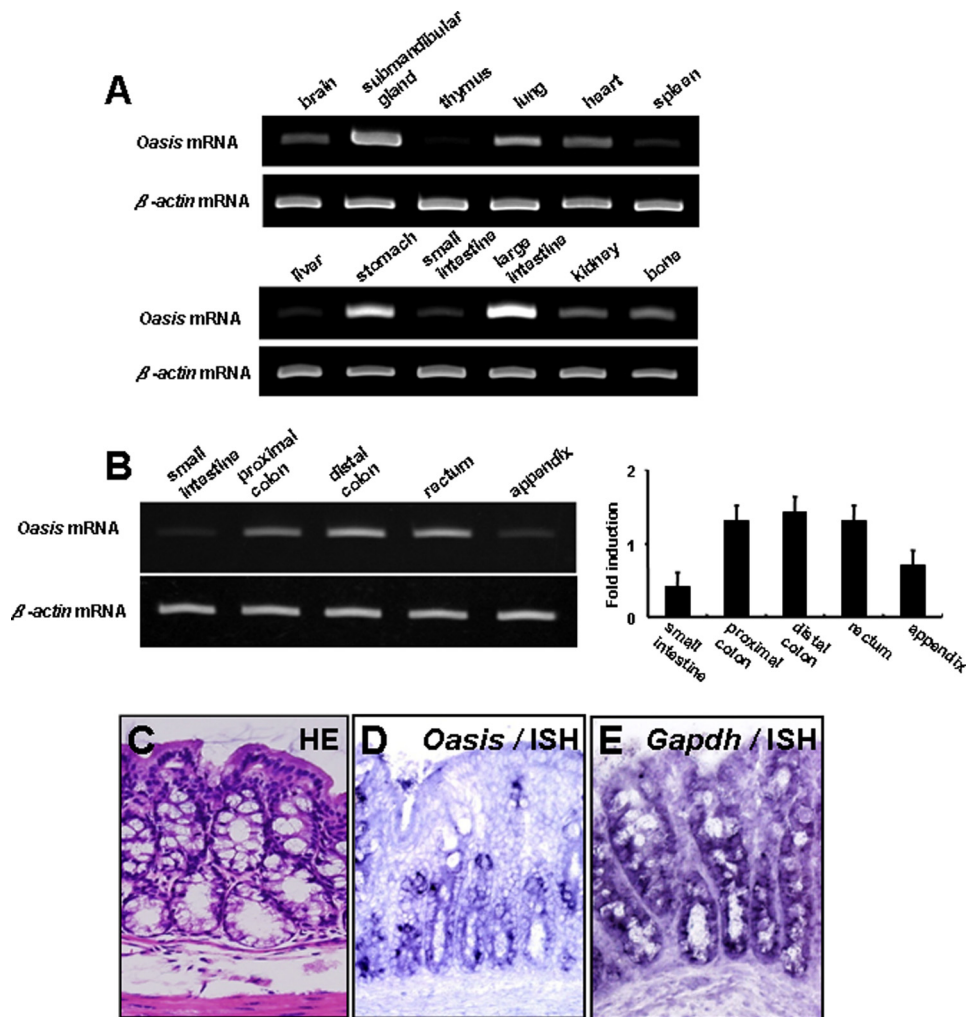 A
brain
submandibular
gland
thymus
lung
heart
spleen
Oasis mRNA
β-actin mRNA
liver
stomach
small
intestine
large
intestine
kidney
bone
Oasis mRNA
β-actin mRNA
B
small
intestine
proximal
colon
distal
colon
rectum
appendix
Oasis mRNA
β-actin mRNA
Fold induction
2
1
0
small
intestine
proximal
colon
distal
colon
rectum
appendix
C
HE
D
Oasis / ISH
E
Gapdh / ISH